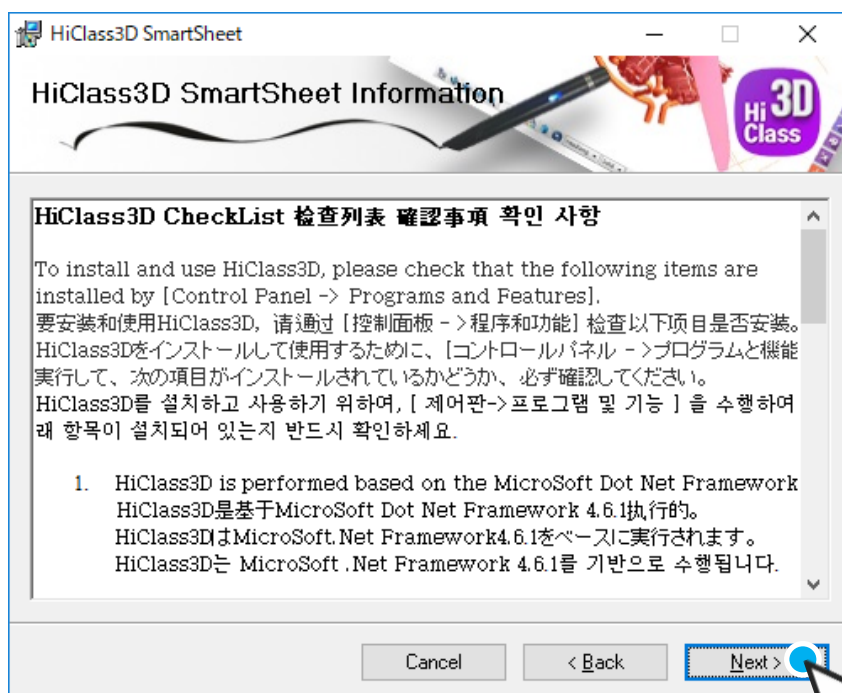 HiClass3D SmartSheet
HiClass3D SmartSheet Information
Hi 3D
Class
HiClass3D CheckList 检查列表 確認事項 확인 사항
To install and use HiClass3D, please check that the following items are
installed by [Control Panel -> Programs and Features].
要安装和使用HiClass3D, 请通过 [控制面板 - >程序和功能] 检查以下项目是否安装。
HiClass3Dをインストールして使用するために、[コントロールパネル - >プログラムと機能
実行して、次の項目がインストールされているかどうか、必ず確認してください。
HiClass3D를 설치하고 사용하기 위하여, [ 제어판->프로그램 및 기능 ] 을 수행하여
래 항목이 설치되어 있는지 반드시 확인하세요.
1. HiClass3D is performed based on the MicroSoft Dot Net Framework
HiClass3D是基于MicroSoft Dot Net Framework 4.6.1执行的。
HiClass3DはMicroSoft.Net Framework4.6.1をベースに実行されます。
HiClass3D는 MicroSoft .Net Framework 4.6.1를 기반으로 수행됩니다.
Cancel
< Back
Next >